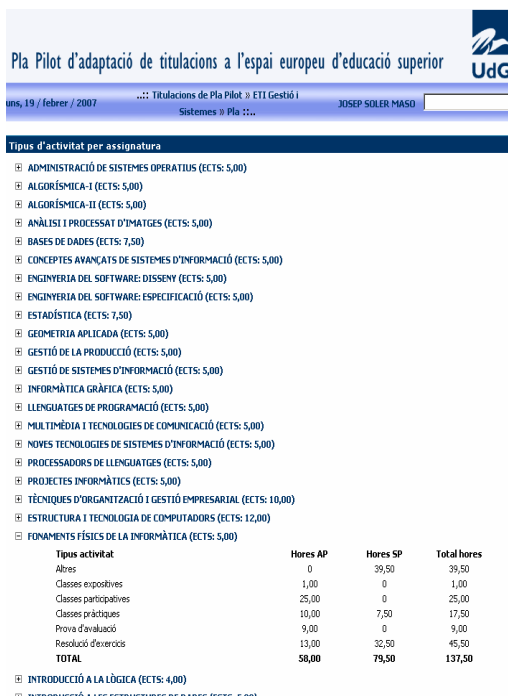 Pla Pilot d'adaptació de titulacions a l'espai europeu d'educació superior
UdG
uns, 19 / febrer / 2007
..:: Titulacions de Pla Pilot » ETI Gestió i
Sistemes » Pla ::..
JOSEP SOLER MASO
Tipus d'activitat per assignatura
ADMINISTRACIÓ DE SISTEMES OPERATIUS (ECTS: 5,00)
ALGORÍSMICA-I (ECTS: 5,00)
ALGORÍSMICA-II (ECTS: 5,00)
ANÀLISI I PROCESSAT D'IMATGES (ECTS: 5,00)
BASES DE DADES (ECTS: 7,50)
CONCEPTES AVANÇATS DE SISTEMES D'INFORMACIÓ (ECTS: 5,00)
ENGINYERIA DEL SOFTWARE: DISSENY (ECTS: 5,00)
ENGINYERIA DEL SOFTWARE: ESPECIFICACIÓ (ECTS: 5,00)
ESTADÍSTICA (ECTS: 7,50)
GEOMETRIA APLICADA (ECTS: 5,00)
GESTIÓ DE LA PRODUCCIÓ (ECTS: 5,00)
GESTIÓ DE SISTEMES D'INFORMACIÓ (ECTS: 5,00)
INFORMÀTICA GRÀFICA (ECTS: 5,00)
LLENGUATGES DE PROGRAMACIÓ (ECTS: 5,00)
MULTIMÈDIA I TECNOLOGIES DE COMUNICACIÓ (ECTS: 5,00)
NOVES TECNOLOGIES DE SISTEMES D'INFORMACIÓ (ECTS: 5,00)
PROCESSADORS DE LLENGUATGES (ECTS: 5,00)
PROJECTES INFORMÀTICS (ECTS: 5,00)
TÈCNIQUES D'ORGANITZACIÓ I GESTIÓ EMPRESARIAL (ECTS: 10,00)
ESTRUCTURA I TECNOLOGIA DE COMPUTADORS (ECTS: 12,00)
FONAMENTS FÍSICS DE LA INFORMÀTICA (ECTS: 5,00)
Tipus activitat Hores AP Hores SP Total hores
Altres 0 39,50 39,50
Classes expositives 1,00 0 1,00
Classes participatives 25,00 0 25,00
Classes pràctiques 10,00 7,50 17,50
Prova d'avaluació 9,00 0 9,00
Resolució d'exercicis 13,00 32,50 45,50
TOTAL 58,00 79,50 137,50
INTRODUCCIÓ A LA LÒGICA (ECTS: 4,00)
INTRODUCCIÓ A LES ESTRUCTURES DE DADES (ECTS: 5,00)